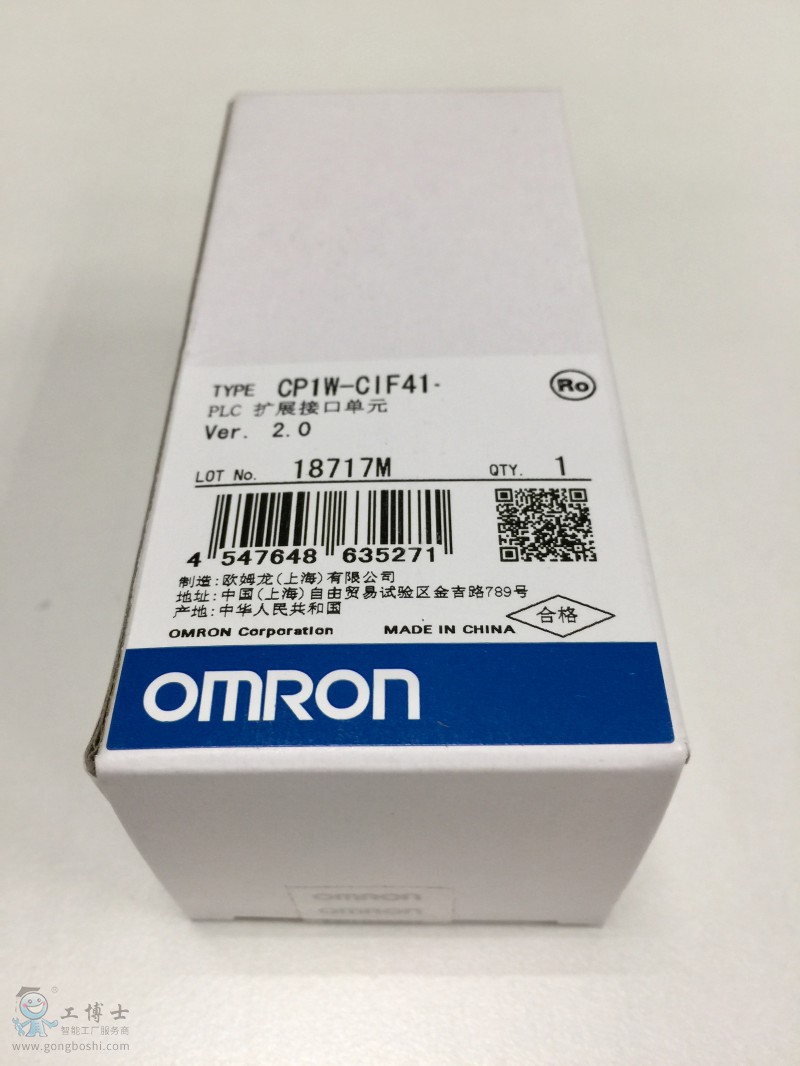 TYPE CP1W-CIF41-
Ro
PLC 扩展接口单元
Ver. 2.0
LOT No. 18717M QTY. 1
4 547648 635271
制造:欧姆龙(上海)有限公司
地址:中国(上海)自由贸易试验区金吉路789号
产地:中华人民共和国
合格
OMRON Corporation MADE IN CHINA
OMRON
OMRON
OMRON
工博士®
智能工厂服务商
www.gongboshi.com